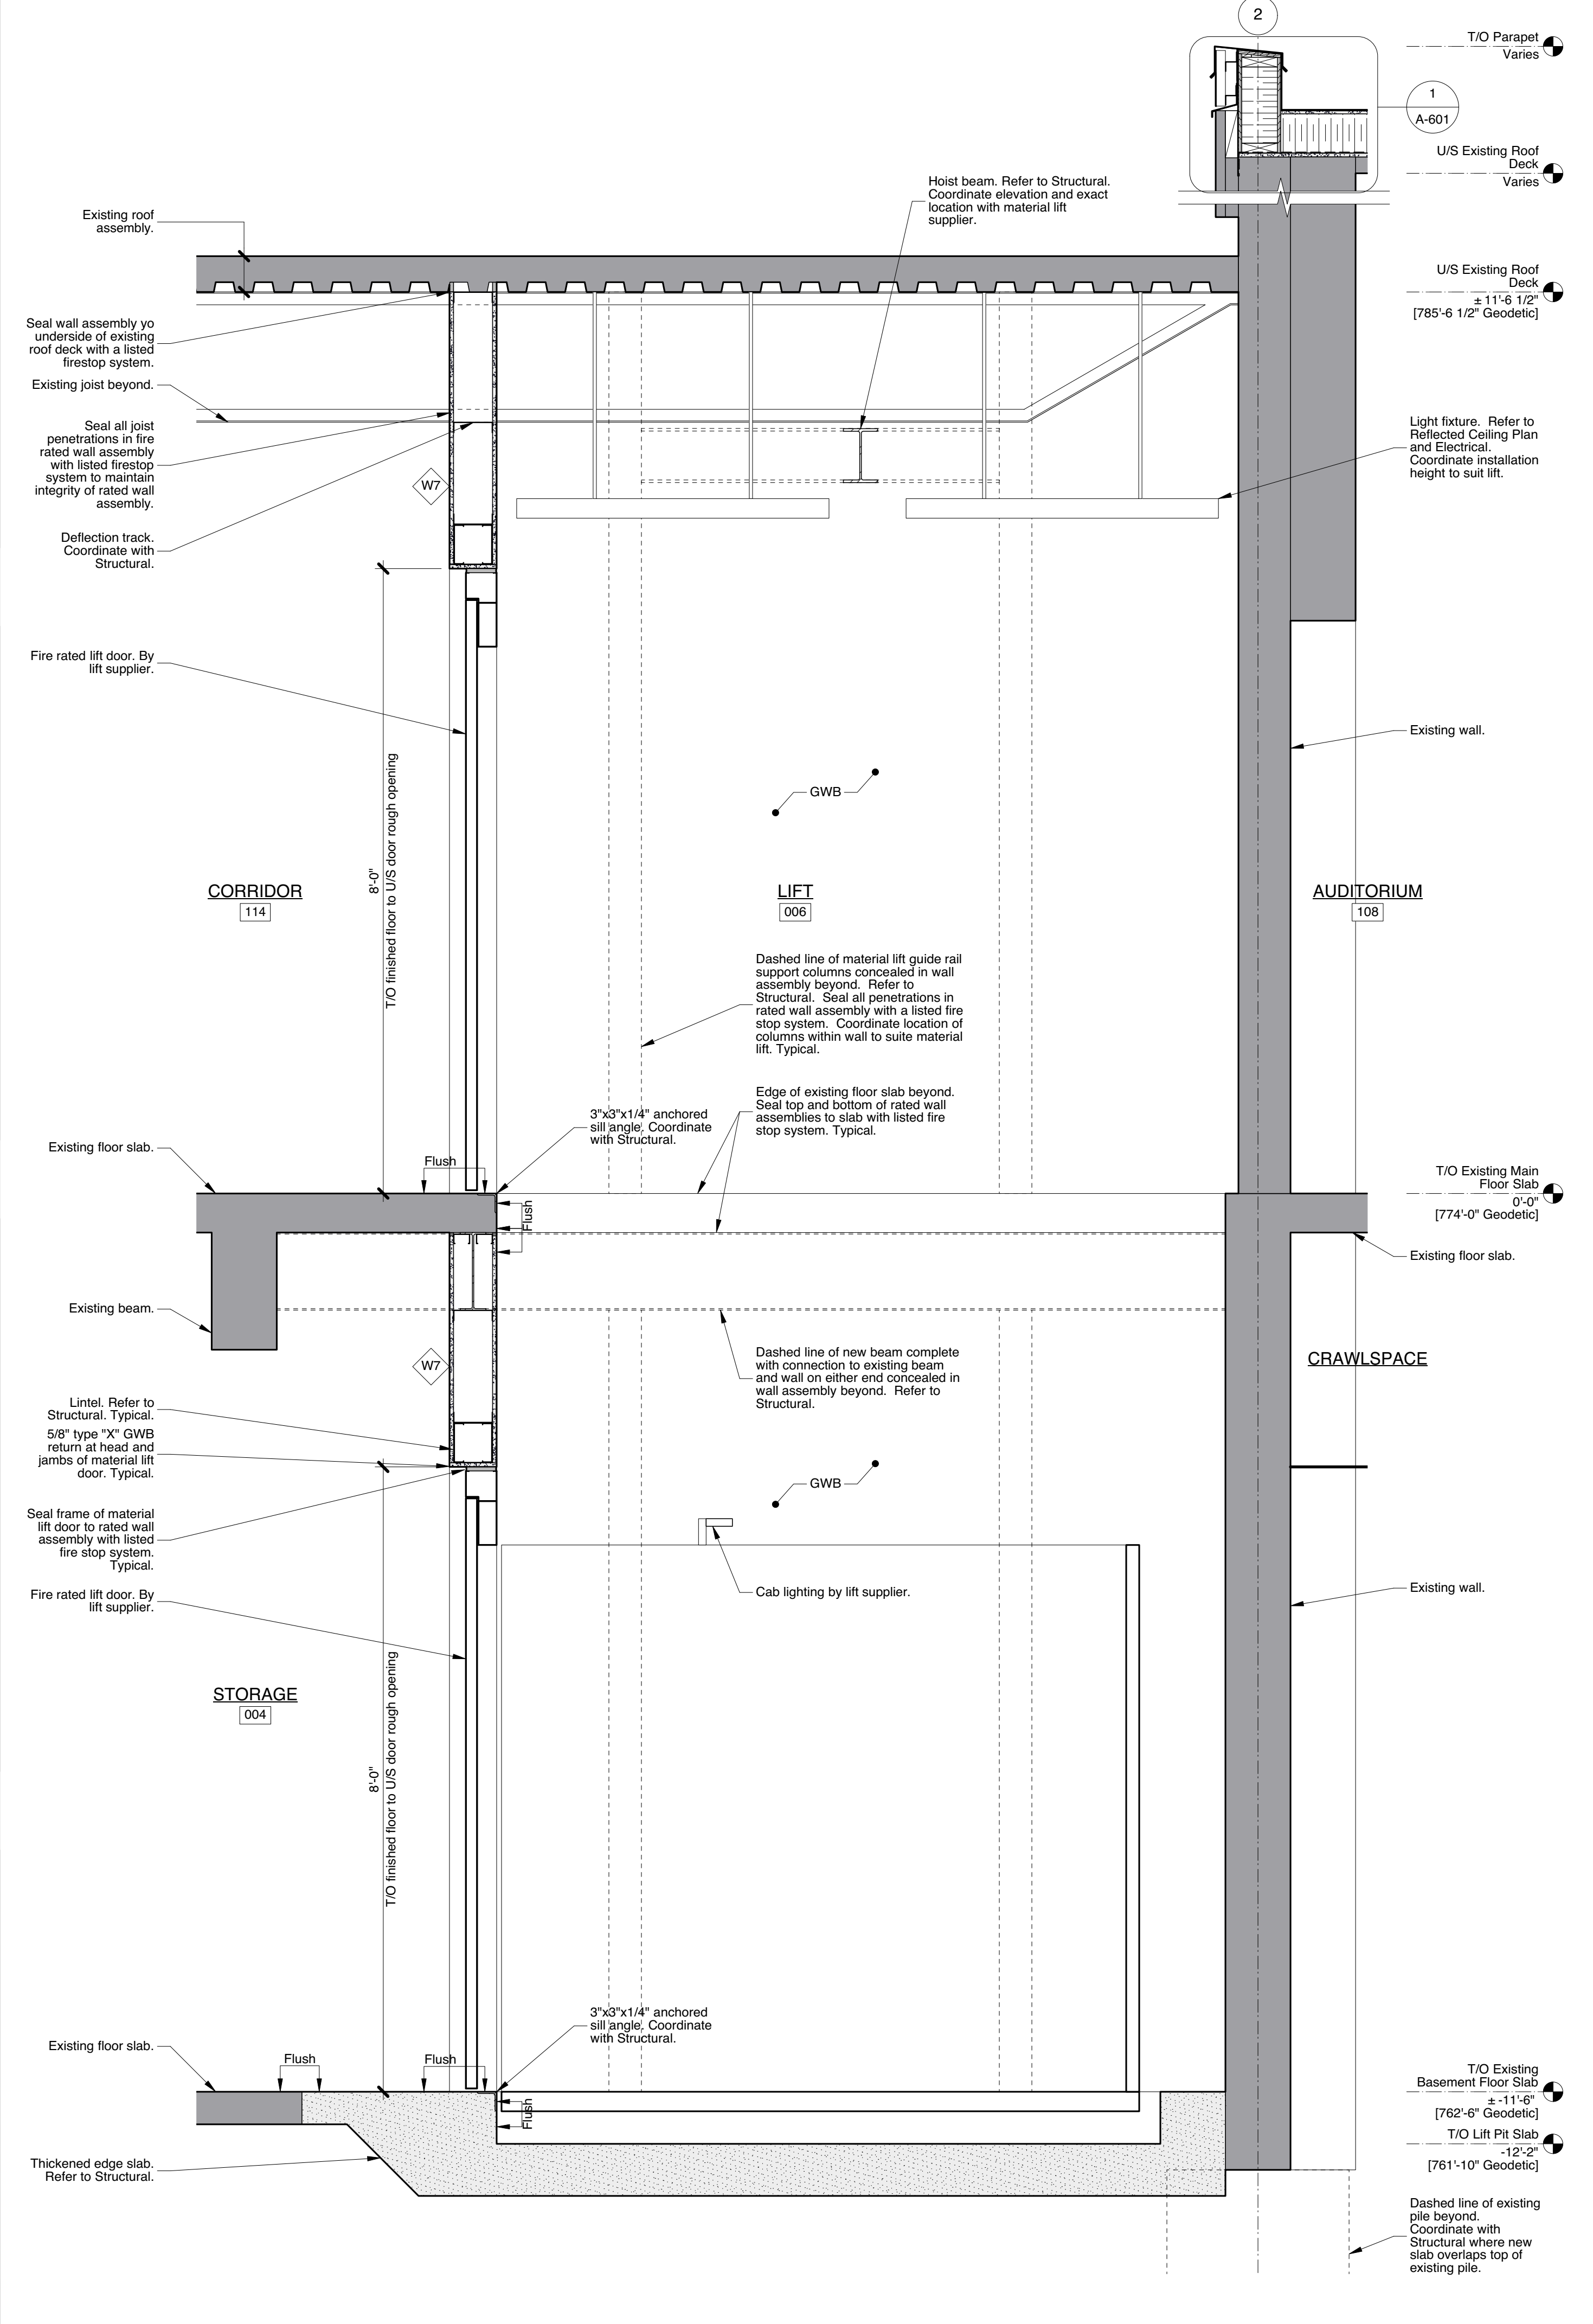 2
T/O Parapet
Varies
1
A-601
U/S Existing Roof
Deck
Varies
Hoist beam. Refer to Structural.
Coordinate elevation and exact
location with material lift
supplier.
Existing roof
assembly.
U/S Existing Roof
Deck
± 11'-6 1/2"
[785'-6 1/2" Geodetic]
Seal wall assembly yo
underside of existing
roof deck with a listed
firestop system.
Existing joist beyond.
Seal all joist
penetrations in fire
rated wall assembly
with listed firestop
system to maintain
integrity of rated wall
assembly.
W7
Light fixture. Refer to
Reflected Ceiling Plan
and Electrical.
Coordinate installation
height to suit lift.
Deflection track.
Coordinate with
Structural.
Fire rated lift door. By
lift supplier.
Existing wall.
GWB
8'-0"
T/O finished floor to U/S door rough opening
CORRIDOR
114
LIFT
006
AUDITORIUM
108
Dashed line of material lift guide rail
support columns concealed in wall
assembly beyond. Refer to
Structural. Seal all penetrations in
rated wall assembly with a listed fire
stop system. Coordinate location of
columns within wall to suite material
lift. Typical.
Edge of existing floor slab beyond.
Seal top and bottom of rated wall
assemblies to slab with listed fire
stop system. Typical.
3"x3"x1/4" anchored
sill angle. Coordinate
with Structural.
Existing floor slab.
Flush
Flush
T/O Existing Main
Floor Slab
0'-0"
[774'-0" Geodetic]
Existing floor slab.
Existing beam.
W7
Dashed line of new beam complete
with connection to existing beam
and wall on either end concealed in
wall assembly beyond. Refer to
Structural.
CRAWLSPACE
Lintel. Refer to
Structural. Typical.
5/8" type "X" GWB
return at head and
jambs of material lift
door. Typical.
GWB
Seal frame of material
lift door to rated wall
assembly with listed
fire stop system.
Typical.
Cab lighting by lift supplier.
Fire rated lift door. By
lift supplier.
Existing wall.
STORAGE
004
8'-0"
T/O finished floor to U/S door rough opening
3"x3"x1/4" anchored
sill angle. Coordinate
with Structural.
Existing floor slab.
Flush
Flush
Flush
T/O Existing
Basement Floor Slab
± -11'-6"
[762'-6" Geodetic]
T/O Lift Pit Slab
-12'-2"
[761'-10" Geodetic]
Thickened edge slab.
Refer to Structural.
Dashed line of existing
pile beyond.
Coordinate with
Structural where new
slab overlaps top of
existing pile.